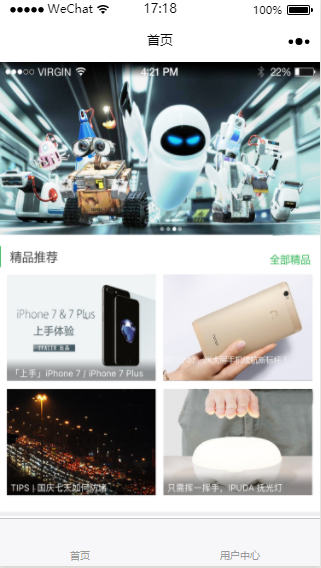 WeChat 17:18 100%
首页
VIRGIN 4:21 PM 22%
精品推荐 全部精品
iPhone 7 & 7 Plus
上手体验
「上手」iPhone 7 / iPhone 7 Plus
TIPS | 国庆七天如何防堵
只需挥一挥手，IPUDA 抚光灯
首页 用户中心